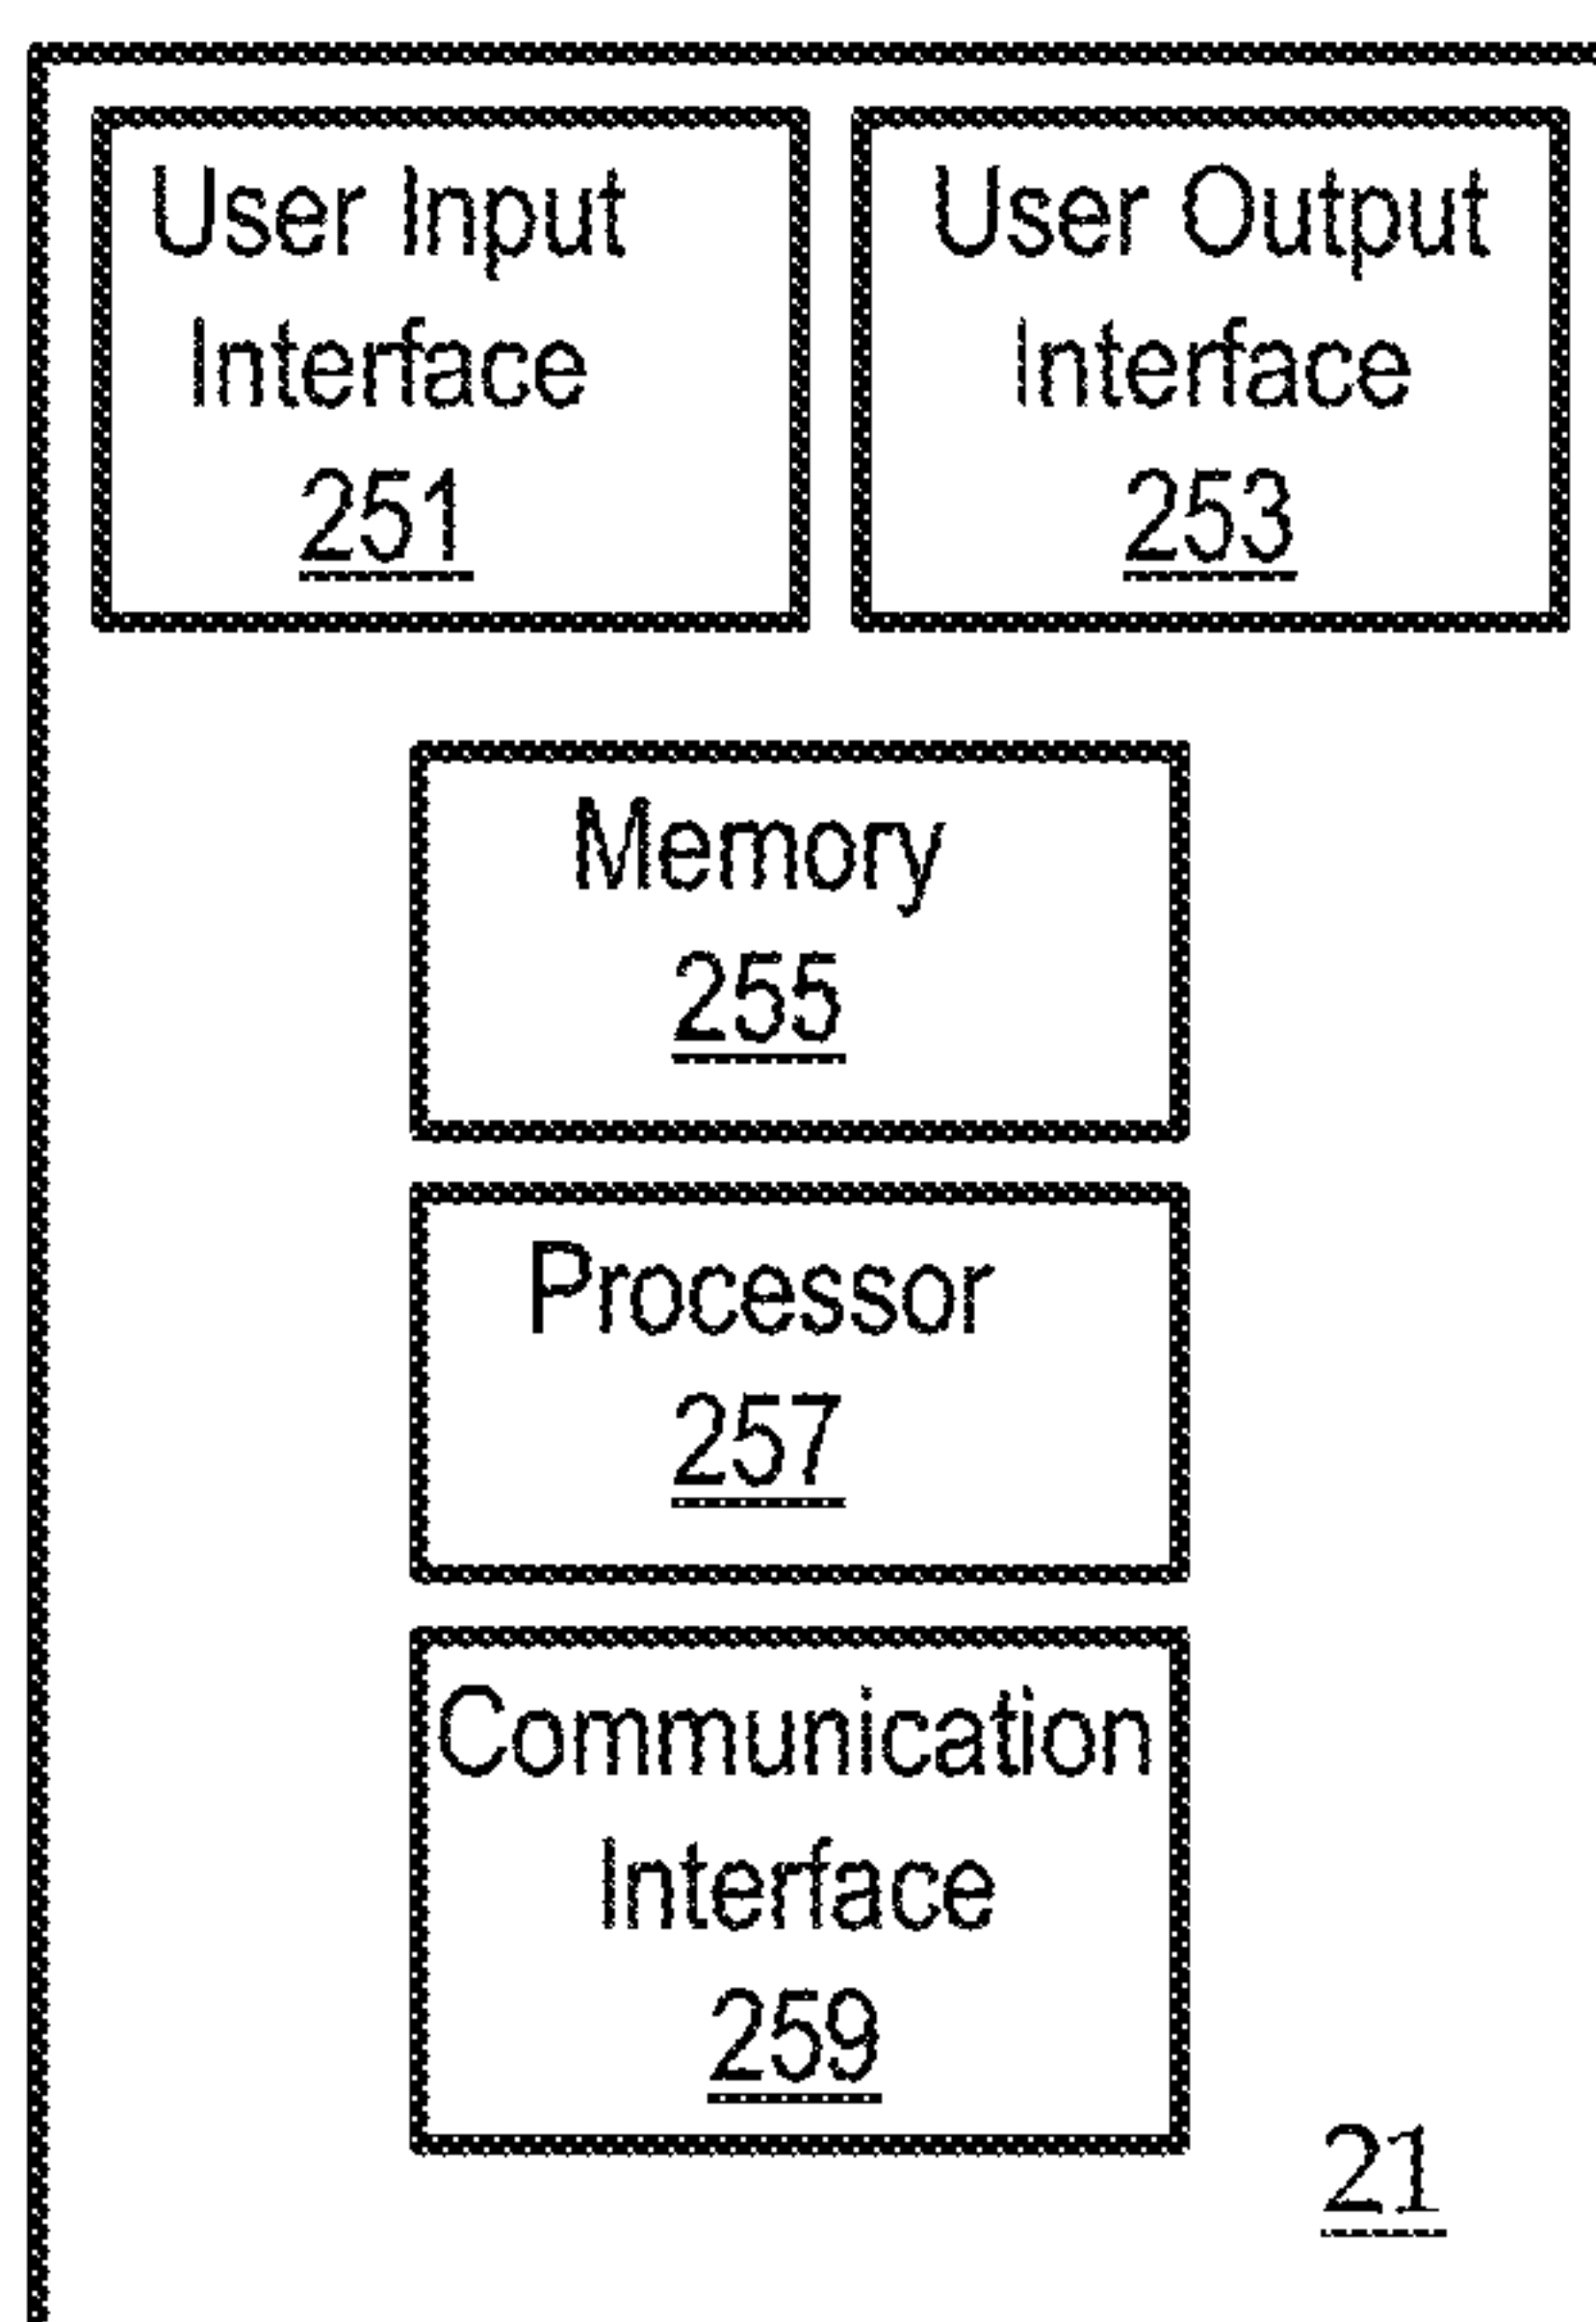 User Input
Interface
251
User Output
Interface
253
Memory
255
Processor
257
Communication
Interface
259
21